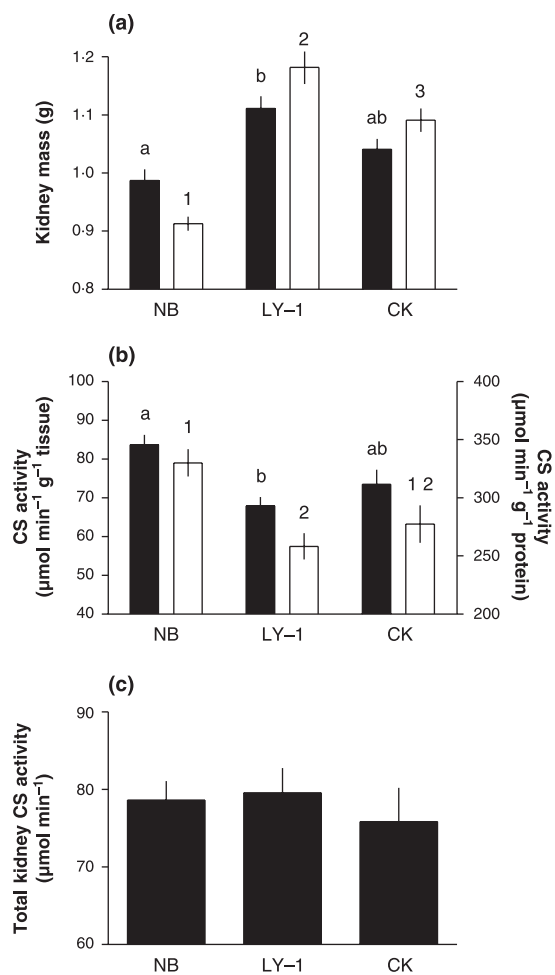 (a)
Kidney mass (g)
1·2
1·1
1·0
0·9
0·8
a
1
b
2
ab
3
NB
LY–1
CK
(b)
CS activity
(µmol min⁻¹ g⁻¹ tissue)
100
90
80
70
60
50
40
a
1
b
2
ab
1 2
400
350
300
250
200
CS activity
(µmol min⁻¹ g⁻¹ protein)
NB
LY–1
CK
(c)
Total kidney CS activity
(µmol min⁻¹)
90
80
70
60
NB
LY–1
CK